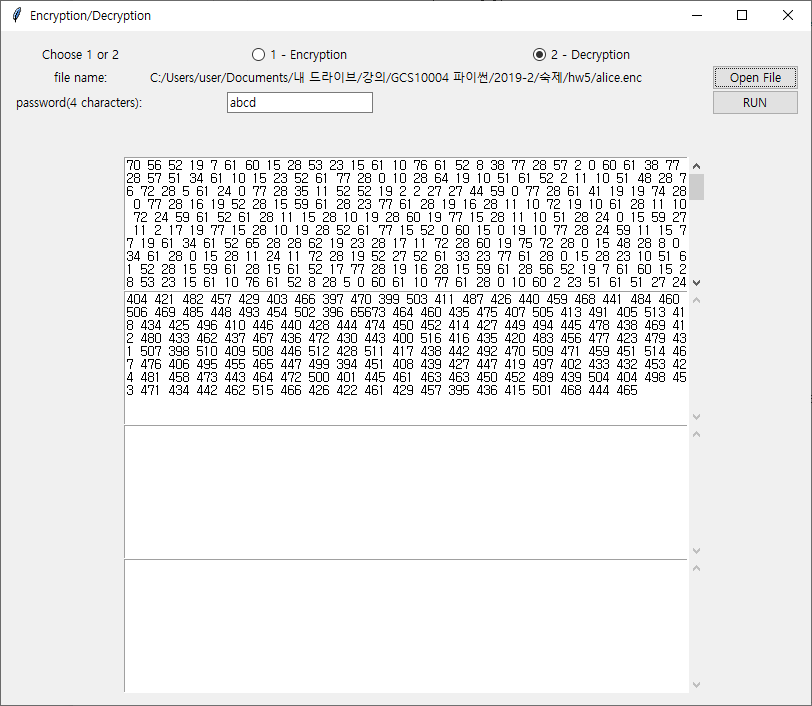 Encryption/Decryption
Choose 1 or 2 1 - Encryption 2 - Decryption
file name: C:/Users/user/Documents/내 드라이브/강의/GCS10004 파이썬/2019-2/숙제/hw5/alice.enc Open File
password(4 characters): abcd RUN
70 56 52 19 7 61 60 15 28 53 23 15 61 10 76 61 52 8 38 77 28 57 2 0 60 61 38 77
28 57 51 34 61 10 15 23 52 61 77 28 0 10 28 64 19 10 51 61 52 2 11 10 51 48 28 7
6 72 28 5 61 24 0 77 28 35 11 52 52 19 2 2 27 27 44 59 0 77 28 61 41 19 19 74 28
0 77 28 16 19 52 28 15 59 61 28 23 77 61 28 19 16 28 11 10 72 19 10 61 28 11 10
72 24 59 61 52 61 28 11 15 28 10 19 28 60 19 77 15 28 11 10 51 28 24 0 15 59 27
11 2 17 19 77 15 28 10 19 28 52 61 77 15 52 0 60 15 0 19 10 77 28 24 59 11 15 7
7 19 61 34 61 52 65 28 28 62 19 23 28 17 11 72 28 60 19 75 72 28 0 15 48 28 8 0
34 61 28 0 15 28 11 24 11 72 28 19 52 27 52 61 33 23 77 61 28 0 15 28 23 10 51 6
1 52 28 15 59 61 28 15 61 52 17 77 28 19 16 28 15 59 61 28 56 52 19 7 61 60 15 2
8 53 23 15 61 10 76 61 52 8 28 5 0 60 61 10 77 61 28 0 10 60 2 23 51 61 51 27 24
404 421 482 457 429 403 466 397 470 399 503 411 487 426 440 459 468 441 484 460
506 469 485 448 493 454 502 396 65673 464 460 435 475 407 505 413 491 405 513 41
8 434 425 496 410 446 440 428 444 474 450 452 414 427 449 494 445 478 438 469 41
2 480 433 462 437 467 436 472 430 443 400 516 416 435 420 483 456 477 423 479 43
1 507 398 510 409 508 446 512 428 511 417 438 442 492 470 509 471 459 451 514 46
7 476 406 495 455 465 447 394 451 408 439 427 447 419 497 402 433 432 453 453 42
4 481 458 473 443 464 472 500 401 445 461 463 463 450 452 489 439 504 404 498 45
3 471 434 442 462 515 466 426 422 461 429 457 395 436 415 501 468 444 465